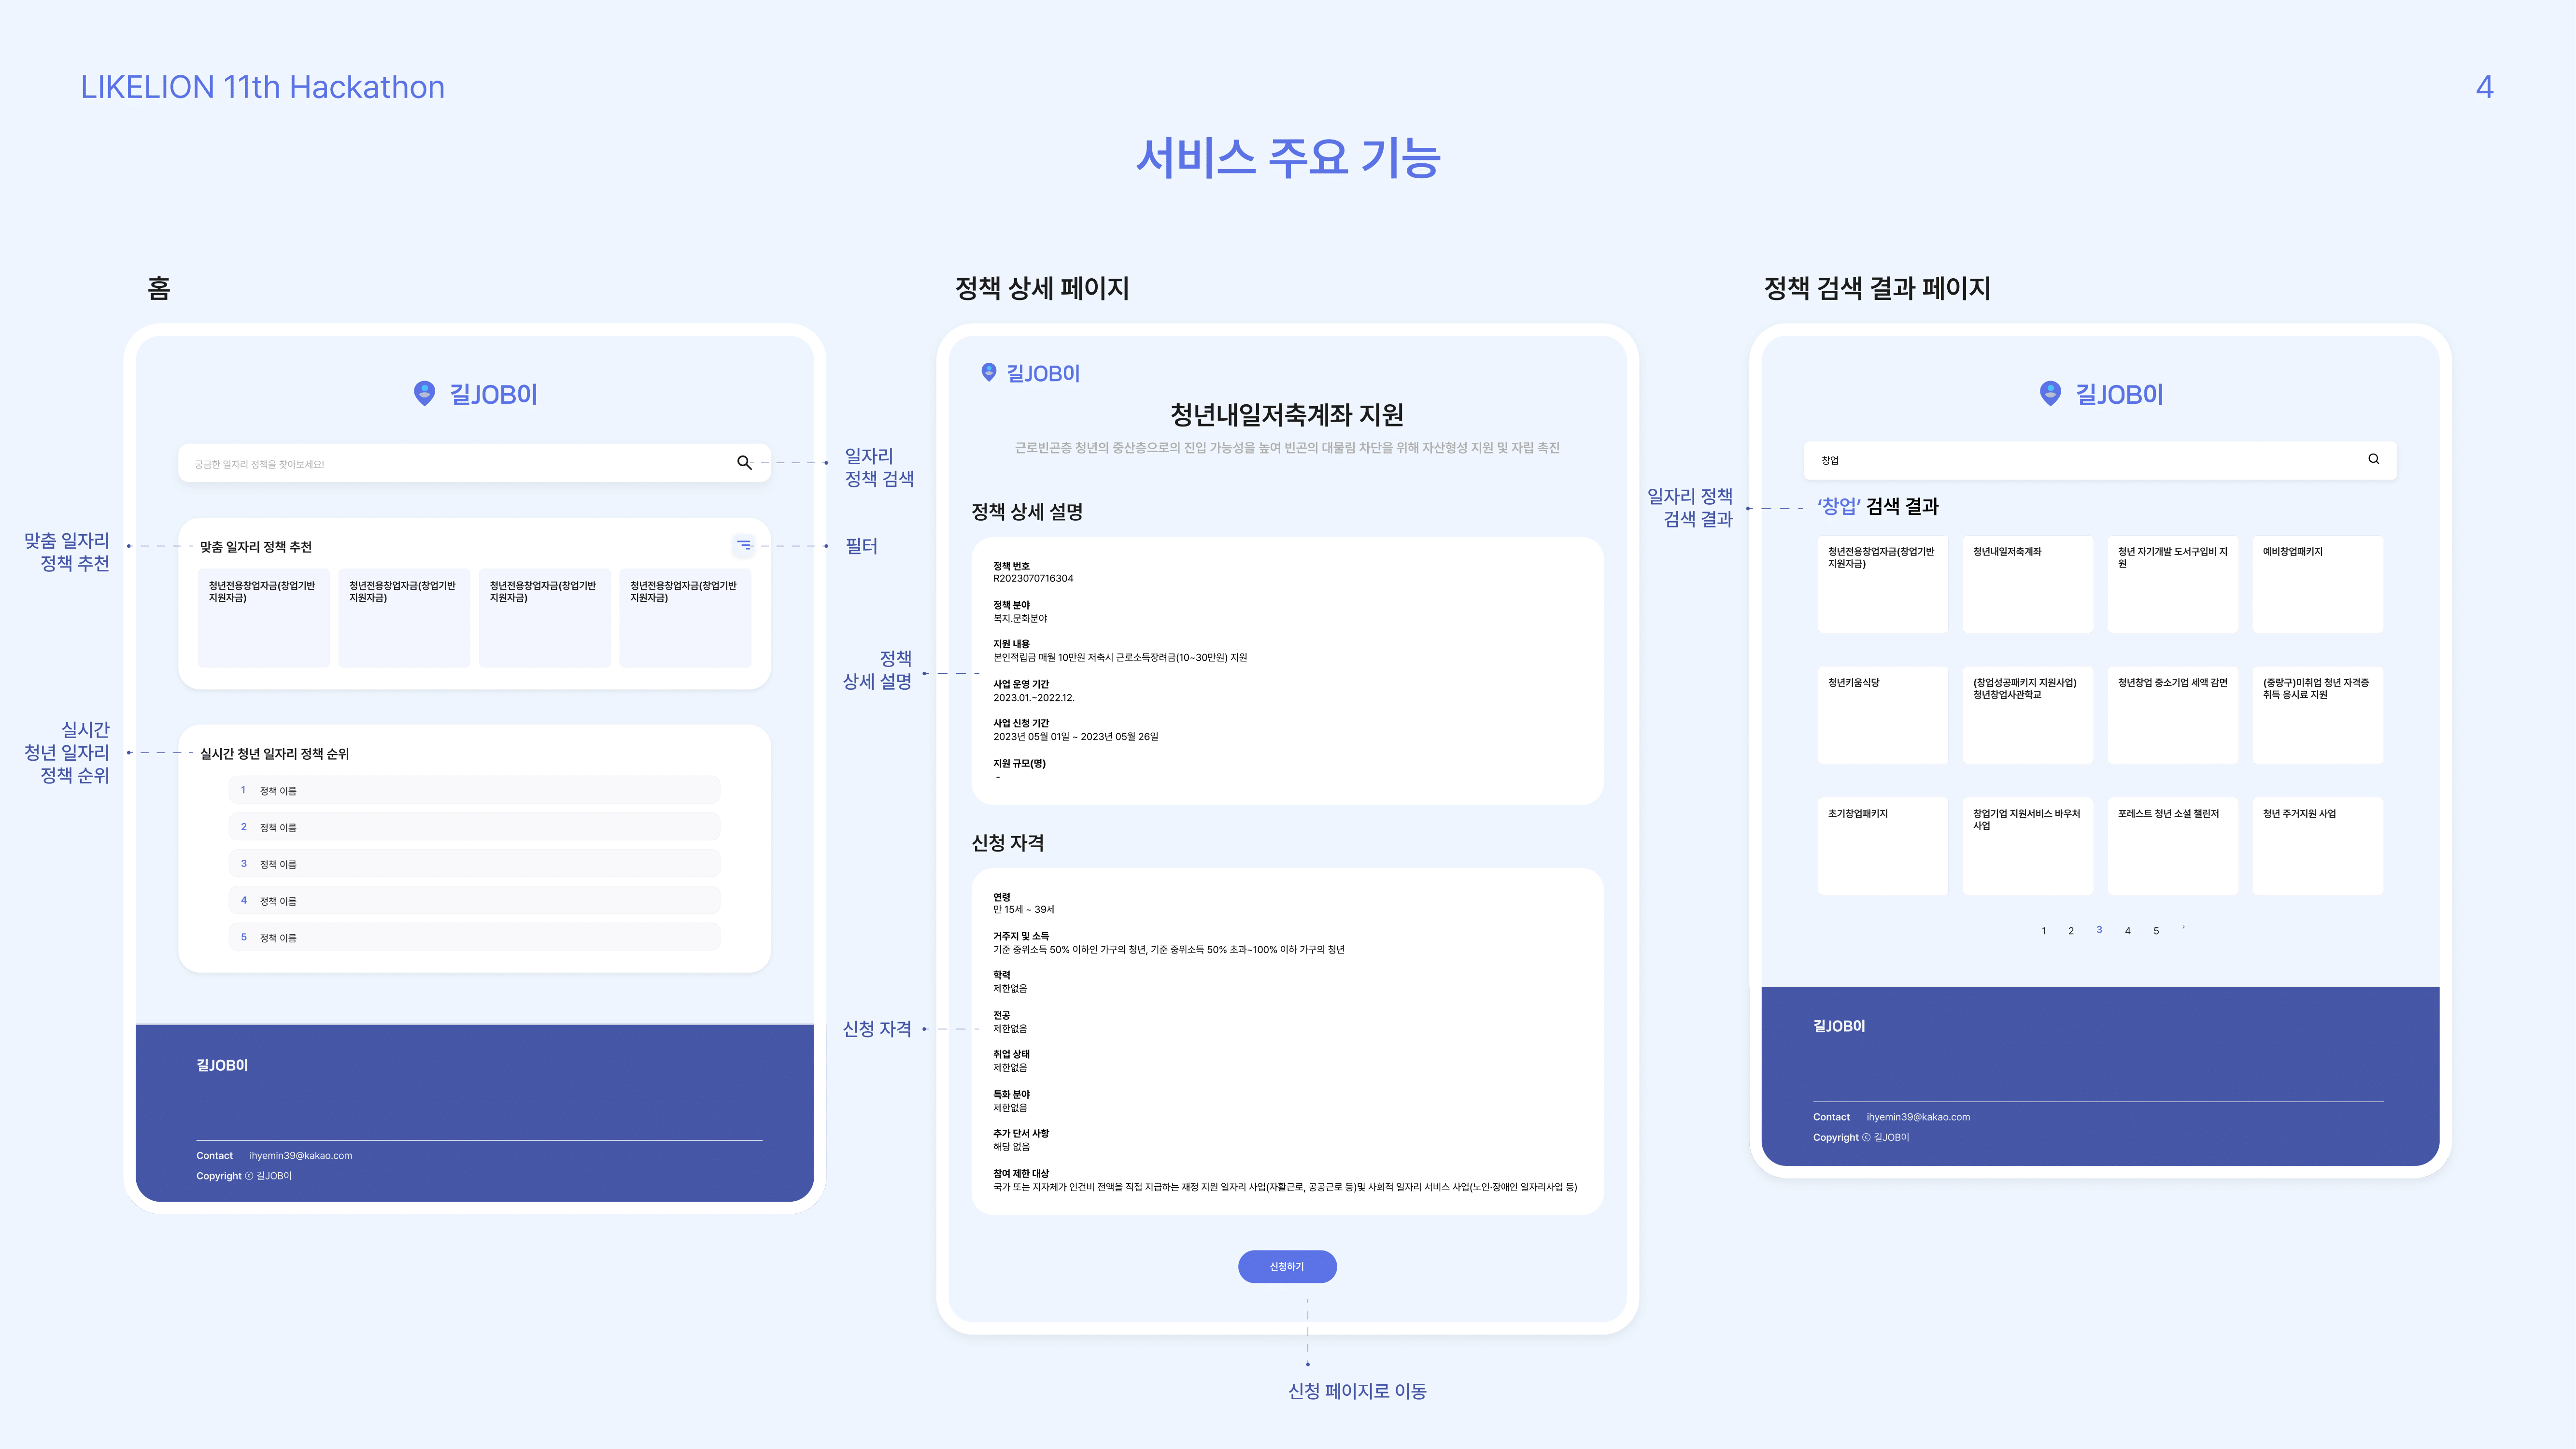 LIKELION 11th Hackathon
4
서비스 주요 기능
홈
길JOB이
궁금한 일자리 정책을 찾아보세요!
일자리
정책 검색
맞춤 일자리
정책 추천
맞춤 일자리 정책 추천
필터
청년전용창업자금(창업기반
지원자금)
청년전용창업자금(창업기반
지원자금)
청년전용창업자금(창업기반
지원자금)
청년전용창업자금(창업기반
지원자금)
실시간
청년 일자리
정책 순위
실시간 청년 일자리 정책 순위
1 정책 이름
2 정책 이름
3 정책 이름
4 정책 이름
5 정책 이름
길JOB이
Contact ihyemin39@kakao.com
Copyright ⓒ 길JOB이
정책 상세 페이지
길JOB이
청년내일저축계좌 지원
근로빈곤층 청년의 중산층으로의 진입 가능성을 높여 빈곤의 대물림 차단을 위해 자산형성 지원 및 자립 촉진
정책 상세 설명
정책
상세 설명
정책 번호
R2023070716304
정책 분야
복지.문화분야
지원 내용
본인적립금 매월 10만원 저축시 근로소득장려금(10~30만원) 지원
사업 운영 기간
2023.01.~2022.12.
사업 신청 기간
2023년 05월 01일 ~ 2023년 05월 26일
지원 규모(명)
-
신청 자격
신청 자격
연령
만 15세 ~ 39세
거주지 및 소득
기준 중위소득 50% 이하인 가구의 청년, 기준 중위소득 50% 초과~100% 이하 가구의 청년
학력
제한없음
전공
제한없음
취업 상태
제한없음
특화 분야
제한없음
추가 단서 사항
해당 없음
참여 제한 대상
국가 또는 지자체가 인건비 전액을 직접 지급하는 재정 지원 일자리 사업(자활근로, 공공근로 등)및 사회적 일자리 서비스 사업(노인·장애인 일자리사업 등)
신청하기
신청 페이지로 이동
정책 검색 결과 페이지
길JOB이
창업
일자리 정책
검색 결과
‘창업’ 검색 결과
청년전용창업자금(창업기반
지원자금)
청년내일저축계좌
청년 자기개발 도서구입비 지
원
예비창업패키지
청년키움식당
(창업성공패키지 지원사업)
청년창업사관학교
청년창업 중소기업 세액 감면
(중랑구)미취업 청년 자격증
취득 응시료 지원
초기창업패키지
창업기업 지원서비스 바우처
사업
포레스트 청년 소셜 챌린저
청년 주거지원 사업
1 2 3 4 5 ›
길JOB이
Contact ihyemin39@kakao.com
Copyright ⓒ 길JOB이